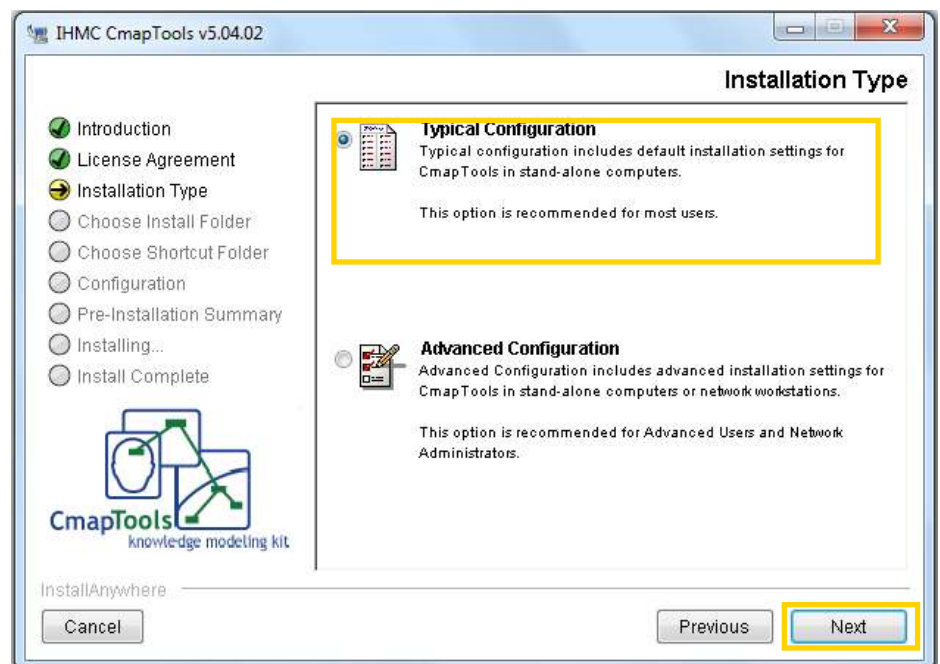 IHMC CmapTools v5.04.02
Installation Type
Introduction
License Agreement
Installation Type
Choose Install Folder
Choose Shortcut Folder
Configuration
Pre-Installation Summary
Installing...
Install Complete
CmapTools
knowledge modeling kit
Typical Configuration
Typical configuration includes default installation settings for
CmapTools in stand-alone computers.
This option is recommended for most users.
Advanced Configuration
Advanced Configuration includes advanced installation settings for
CmapTools in stand-alone computers or network workstations.
This option is recommended for Advanced Users and Network
Administrators.
InstallAnywhere
Cancel
Previous
Next